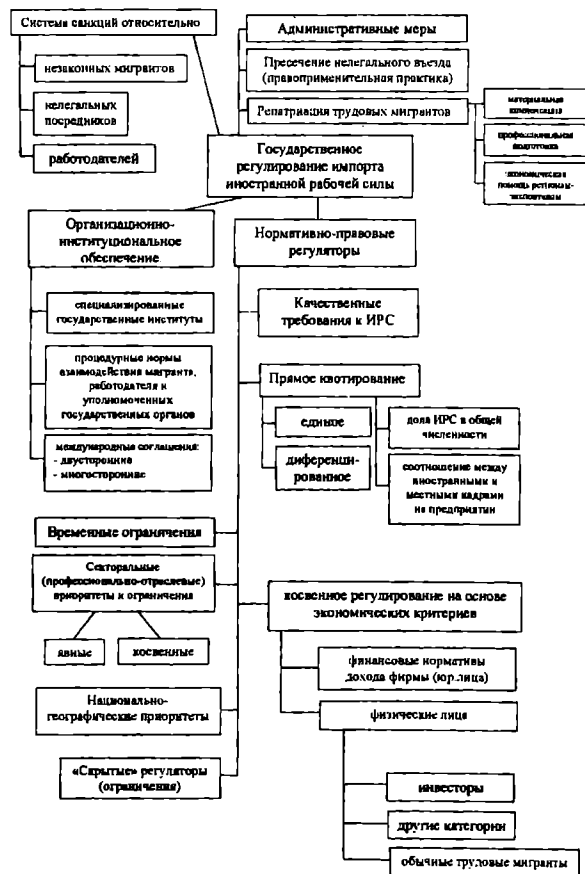 Система санкций относительно
незаконных мигрантов
нелегальных
посредников
работодателей
Административные меры
Пресечение нелегального въезда
(правоприменительная практика)
Репатриация трудовых мигрантов
материальная
компенсация
профессиональная
подготовка
экономическая
помощь регионам-
экспортерам
Государственное
регулирование импорта
иностранной рабочей силы
Организационно-
институциональное
обеспечение
специализированные
государственные институты
процедурные нормы
взаимодействия мигранта,
работодателя и
уполномоченных
государственных органов
международные соглашения:
- двусторонние
- многосторонние
Нормативно-правовые
регуляторы
Качественные
требования к ИРС
Прямое квотирование
единое
диференци-
рованное
доля ИРС в общей
численности
соотношение между
иностранными и
местными кадрами
на предприятии
Временные ограничения
Секторальные
(профессионально-отраслевые)
приоритеты и ограничения
явные
косвенные
Национально-
географические приоритеты
«Скрытые» регуляторы
(ограничения)
косвенное регулирование на основе
экономических критериев
финансовые нормативы
дохода фирмы (юр.лица)
физические лица
инвесторы
другие категории
обычные трудовые мигранты